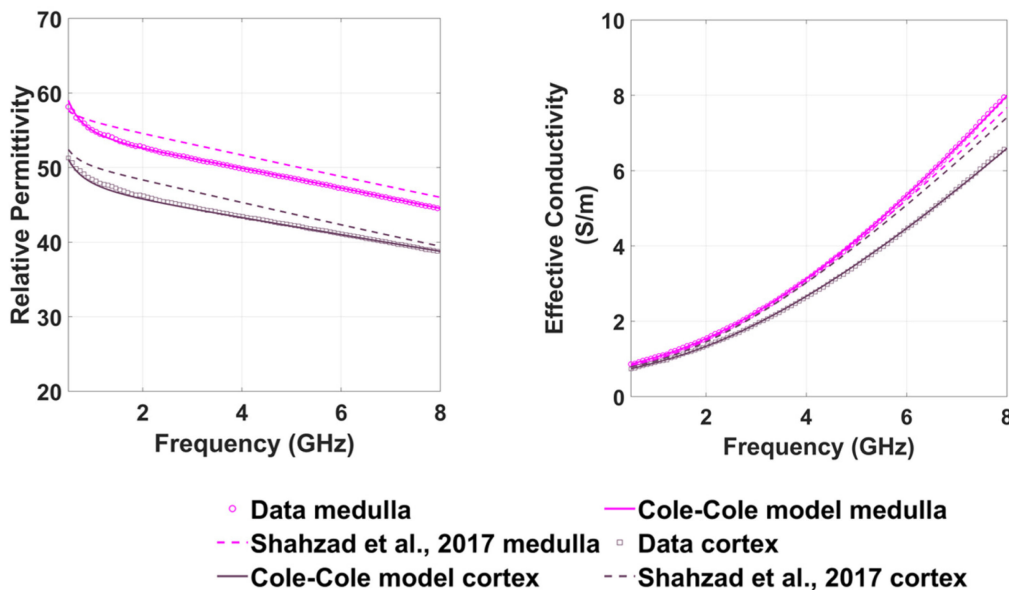 70
60
50
40
30
20
Relative Permittivity
2
4
6
8
Frequency (GHz)
8
6
4
2
0
Effective Conductivity
(S/m)
2
4
6
8
Frequency (GHz)
Data medulla
Cole-Cole model medulla
Shahzad et al., 2017 medulla
Data cortex
Cole-Cole model cortex
Shahzad et al., 2017 cortex